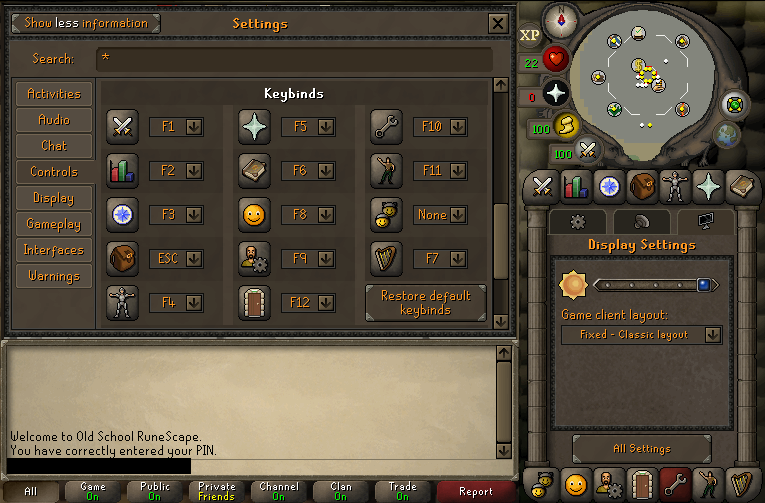 Show less information
Settings
Search:
*
Activities
Audio
Chat
Controls
Display
Gameplay
Interfaces
Warnings
Keybinds
F1
F5
F10
F2
F6
F11
F3
F8
None
ESC
F9
F7
F4
F12
Restore default
keybinds
XP
22
0
100
100
Display Settings
Game client layout:
Fixed - Classic layout
All Settings
Welcome to Old School RuneScape.
You have correctly entered your PIN.
All
Game
On
Public
On
Private
Friends
Channel
On
Clan
On
Trade
On
Report